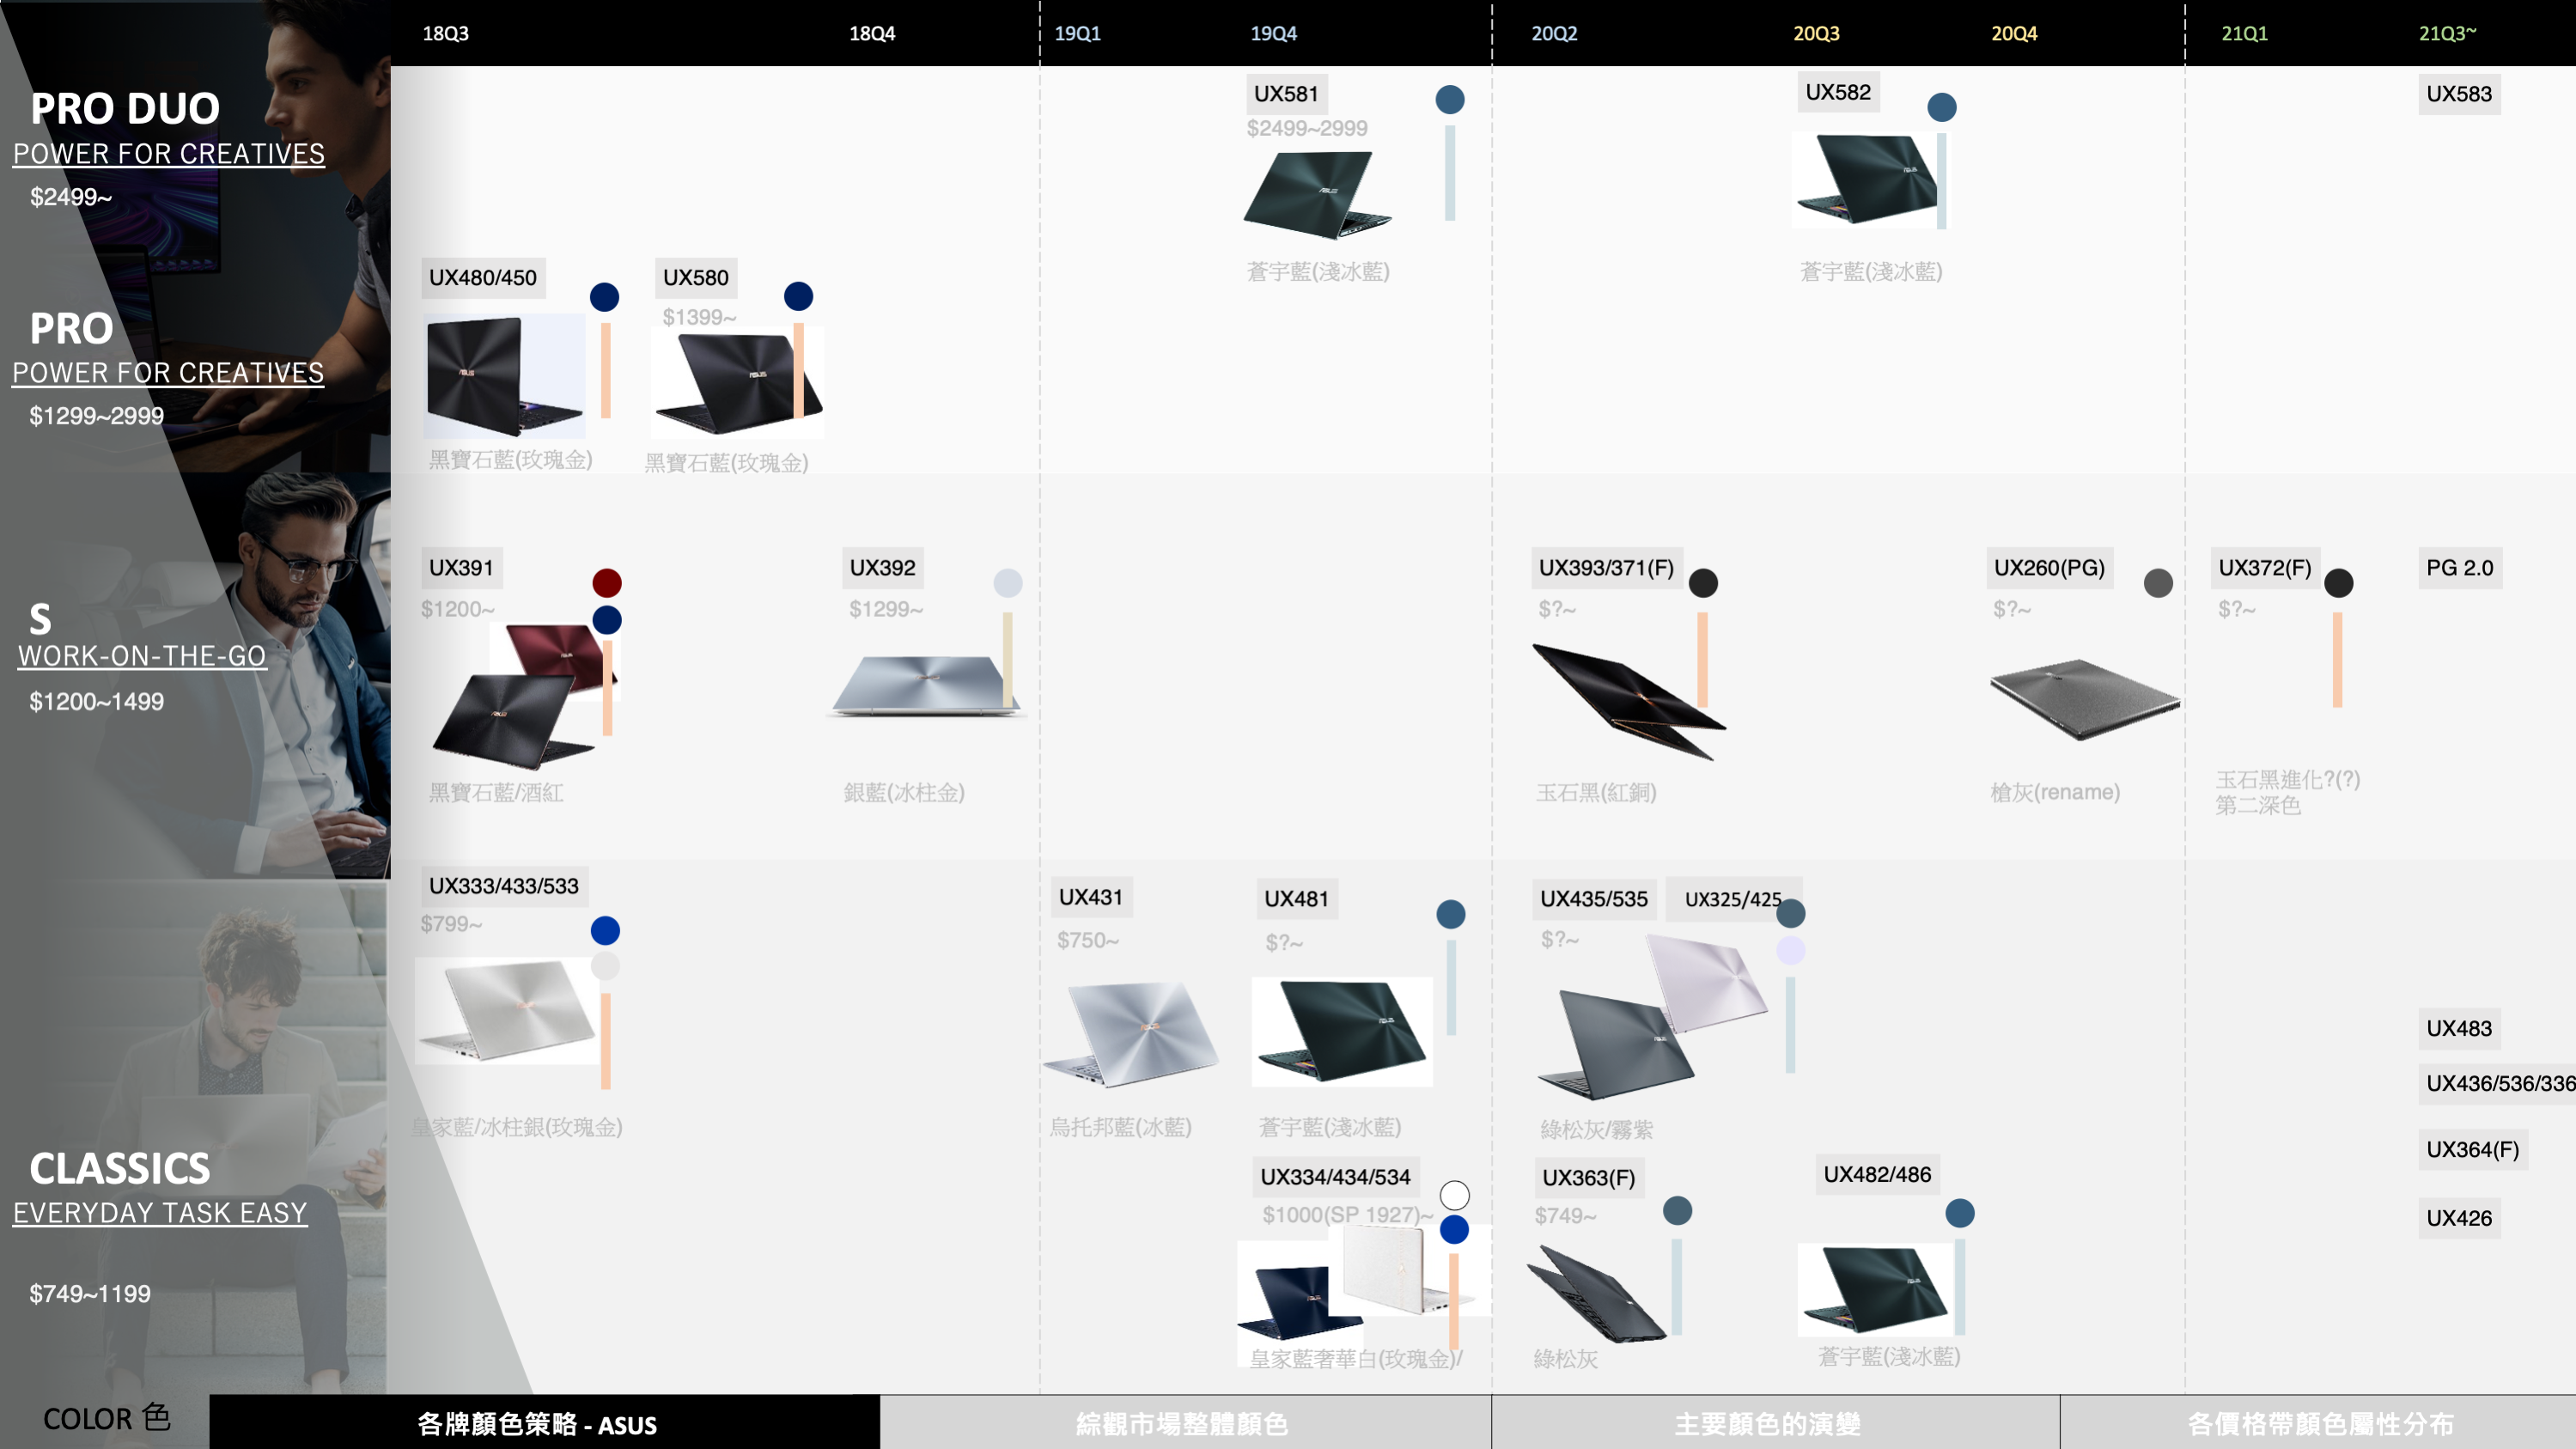 18Q3
18Q4
19Q1
19Q4
20Q2
20Q3
20Q4
21Q1
21Q3~
PRO DUO
POWER FOR CREATIVES
$2499~
UX581
$2499~2999
蒼宇藍(淺冰藍)
UX582
蒼宇藍(淺冰藍)
UX583
PRO
POWER FOR CREATIVES
$1299~2999
UX480/450
黑寶石藍(玫瑰金)
UX580
$1399~
黑寶石藍(玫瑰金)
S
WORK-ON-THE-GO
$1200~1499
UX391
$1200~
黑寶石藍/酒紅
UX392
$1299~
銀藍(冰柱金)
UX393/371(F)
$?~
玉石黑(紅銅)
UX260(PG)
$?~
槍灰(rename)
UX372(F)
$?~
玉石黑進化?(?)
第二深色
PG 2.0
CLASSICS
EVERYDAY TASK EASY
$749~1199
UX333/433/533
$799~
皇家藍/冰柱銀(玫瑰金)
UX431
$750~
烏托邦藍(冰藍)
UX481
$?~
蒼宇藍(淺冰藍)
UX435/535
UX325/425
$?~
綠松灰/霧紫
UX334/434/534
$1000(SP 1927)~
皇家藍奢華白(玫瑰金)/
UX363(F)
$749~
綠松灰
UX482/486
蒼宇藍(淺冰藍)
UX483
UX436/536/336
UX364(F)
UX426
COLOR 色
各牌顏色策略 - ASUS
綜觀市場整體顏色
主要顏色的演變
各價格帶顏色屬性分布